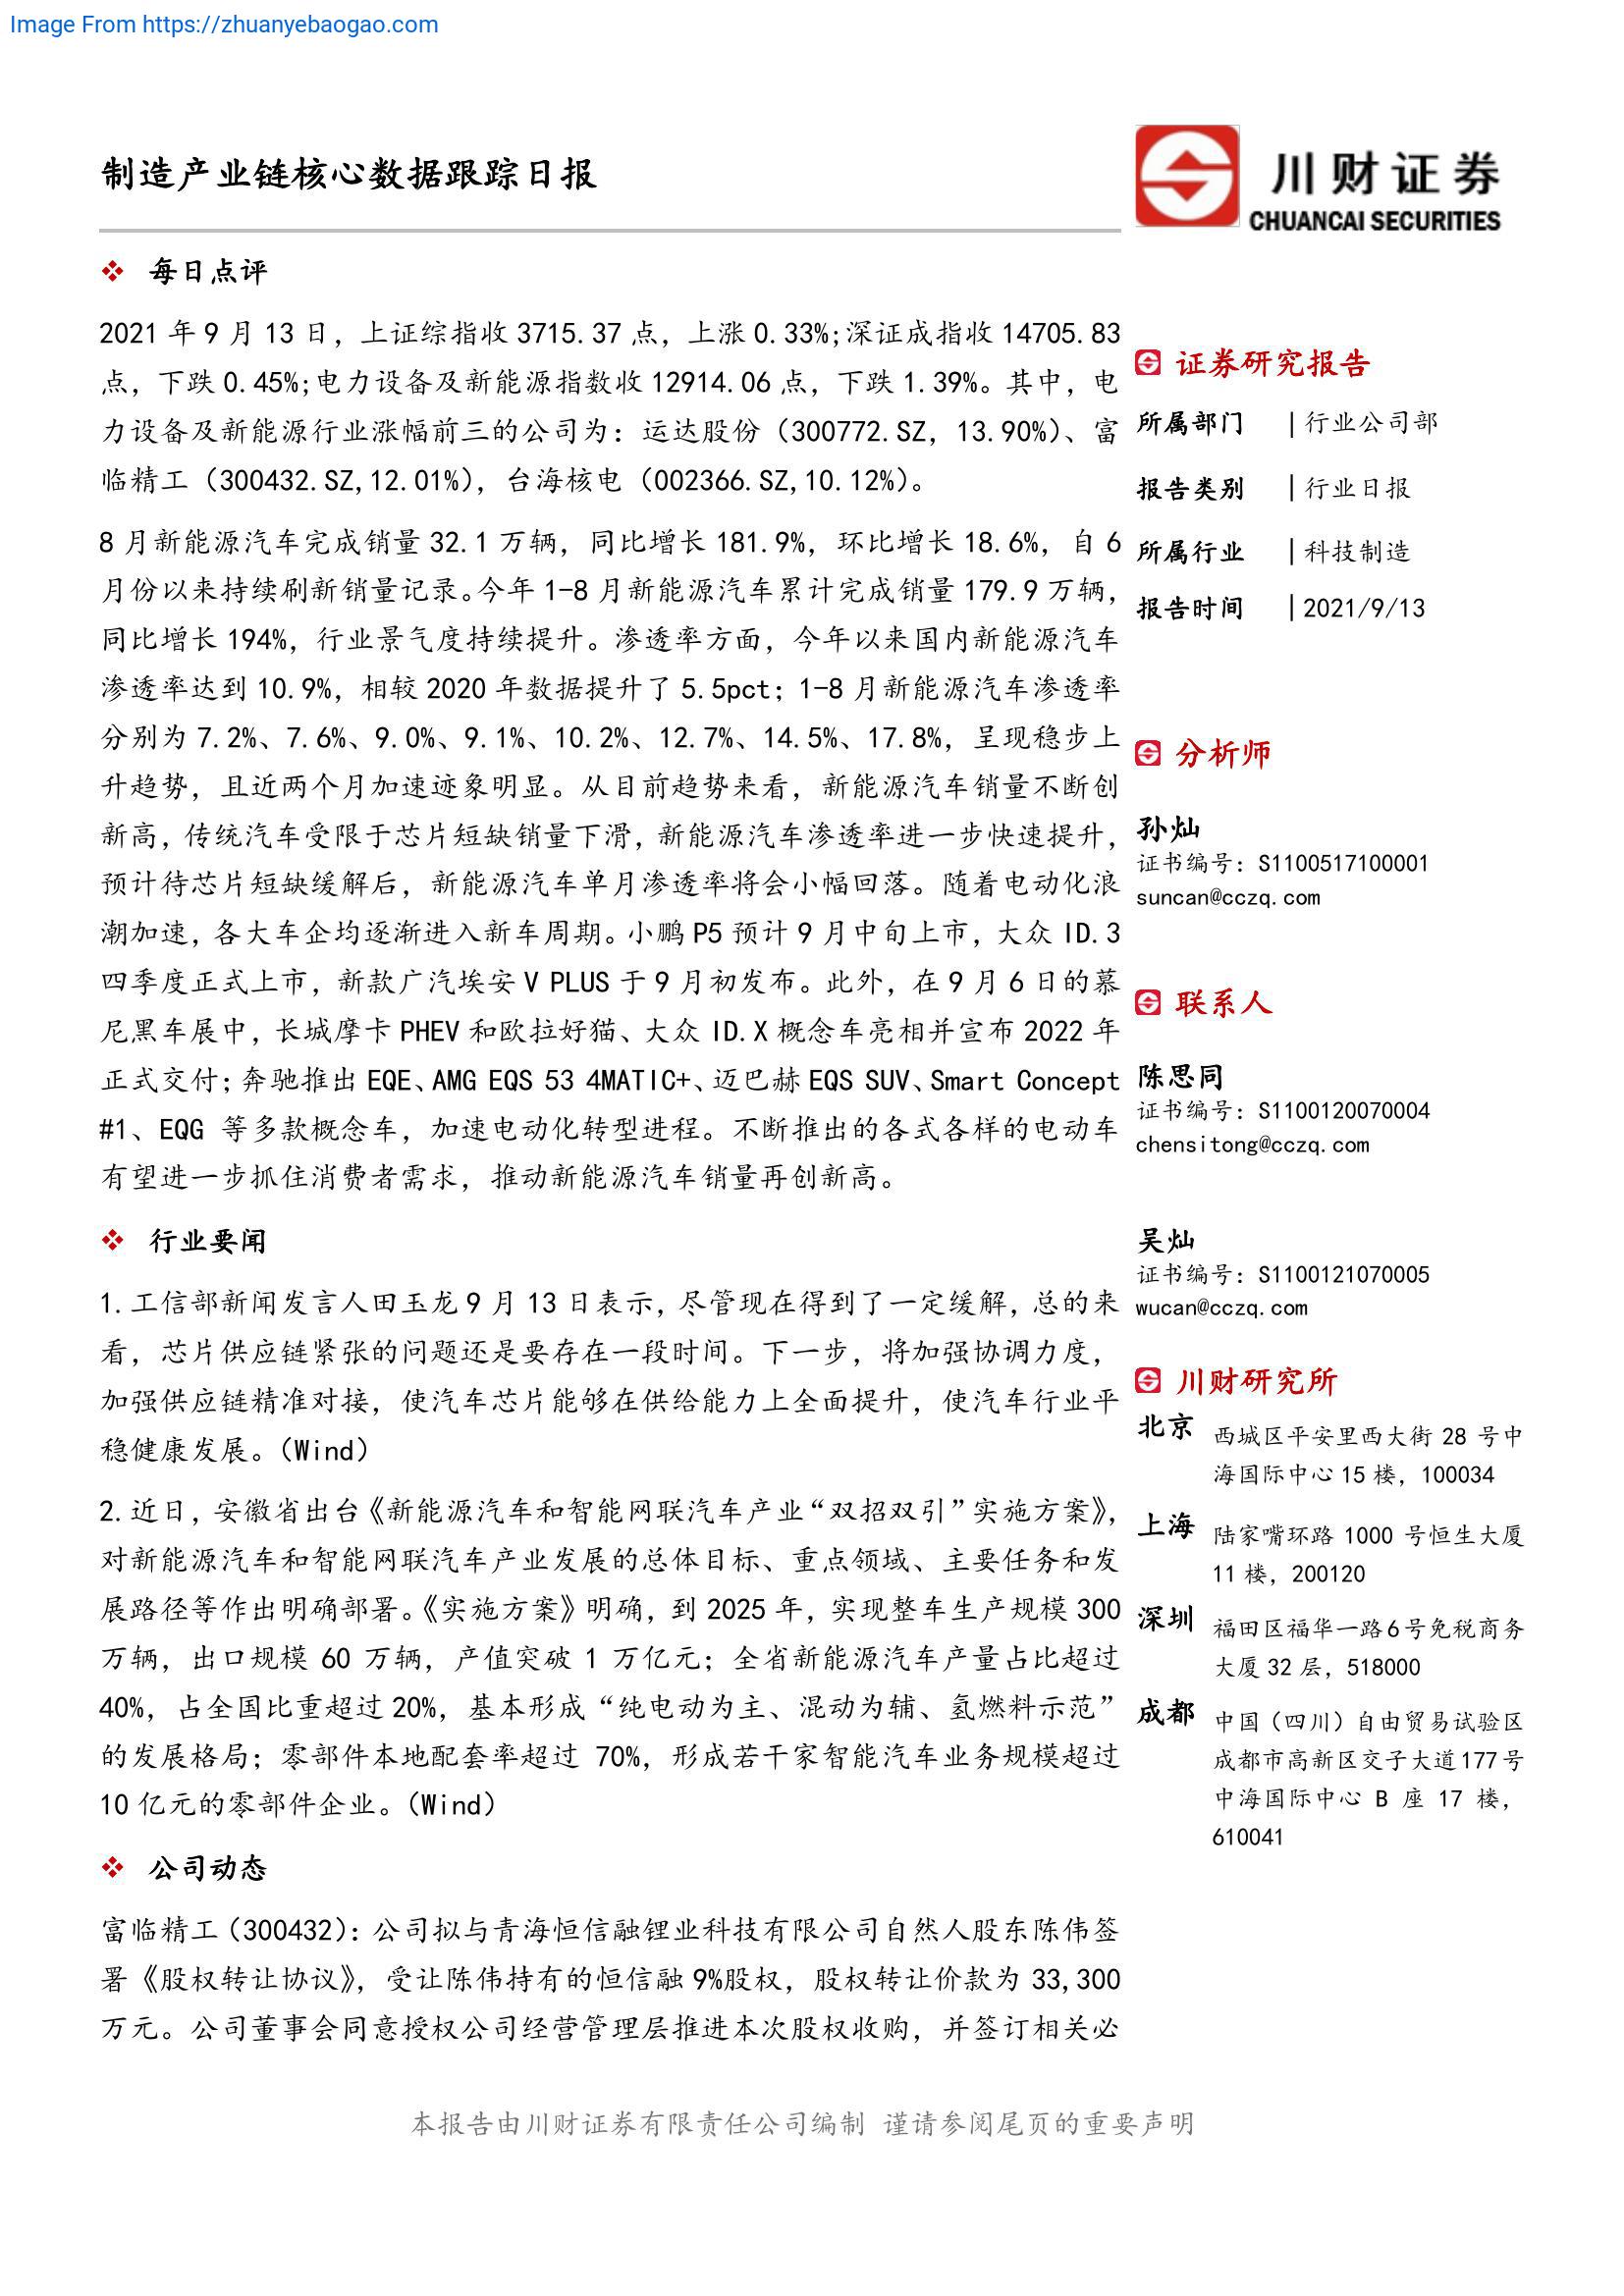 Image From https://zhuanyebaogao.com
制造产业链核心数据跟踪日报
川财证券
CHUANCAI SECURITIES
每日点评
2021 年 9 月 13 日，上证综指收 3715.37 点，上涨 0.33%;深证成指收 14705.83
点，下跌 0.45%;电力设备及新能源指数收 12914.06 点，下跌 1.39%。其中，电
力设备及新能源行业涨幅前三的公司为：运达股份（300772.SZ，13.90%）、富
临精工（300432.SZ,12.01%），台海核电（002366.SZ,10.12%）。
8 月新能源汽车完成销量 32.1 万辆，同比增长 181.9%，环比增长 18.6%，自 6
月份以来持续刷新销量记录。今年 1-8 月新能源汽车累计完成销量 179.9 万辆，
同比增长 194%，行业景气度持续提升。渗透率方面，今年以来国内新能源汽车
渗透率达到 10.9%，相较 2020 年数据提升了 5.5pct；1-8 月新能源汽车渗透率
分别为 7.2%、7.6%、9.0%、9.1%、10.2%、12.7%、14.5%、17.8%，呈现稳步上
升趋势，且近两个月加速迹象明显。从目前趋势来看，新能源汽车销量不断创
新高，传统汽车受限于芯片短缺销量下滑，新能源汽车渗透率进一步快速提升，
预计待芯片短缺缓解后，新能源汽车单月渗透率将会小幅回落。随着电动化浪
潮加速，各大车企均逐渐进入新车周期。小鹏 P5 预计 9 月中旬上市，大众 ID.3
四季度正式上市，新款广汽埃安 V PLUS 于 9 月初发布。此外，在 9 月 6 日的慕
尼黑车展中，长城摩卡 PHEV 和欧拉好猫、大众 ID.X 概念车亮相并宣布 2022 年
正式交付；奔驰推出 EQE、AMG EQS 53 4MATIC+、迈巴赫 EQS SUV、Smart Concept
#1、EQG 等多款概念车，加速电动化转型进程。不断推出的各式各样的电动车
有望进一步抓住消费者需求，推动新能源汽车销量再创新高。
行业要闻
1.工信部新闻发言人田玉龙 9 月 13 日表示，尽管现在得到了一定缓解，总的来
看，芯片供应链紧张的问题还是要存在一段时间。下一步，将加强协调力度，
加强供应链精准对接，使汽车芯片能够在供给能力上全面提升，使汽车行业平
稳健康发展。（Wind）
2.近日，安徽省出台《新能源汽车和智能网联汽车产业“双招双引”实施方案》，
对新能源汽车和智能网联汽车产业发展的总体目标、重点领域、主要任务和发
展路径等作出明确部署。《实施方案》明确，到 2025 年，实现整车生产规模 300
万辆，出口规模 60 万辆，产值突破 1 万亿元；全省新能源汽车产量占比超过
40%，占全国比重超过 20%，基本形成“纯电动为主、混动为辅、氢燃料示范”
的发展格局；零部件本地配套率超过 70%，形成若干家智能汽车业务规模超过
10 亿元的零部件企业。（Wind）
公司动态
富临精工（300432）：公司拟与青海恒信融锂业科技有限公司自然人股东陈伟签
署《股权转让协议》，受让陈伟持有的恒信融 9%股权，股权转让价款为 33,300
万元。公司董事会同意授权公司经营管理层推进本次股权收购，并签订相关必
证券研究报告
所属部门 | 行业公司部
报告类别 | 行业日报
所属行业 | 科技制造
报告时间 | 2021/9/13
分析师
孙灿
证书编号：S1100517100001
suncan@cczq.com
联系人
陈思同
证书编号：S1100120070004
chensitong@cczq.com
吴灿
证书编号：S1100121070005
wucan@cczq.com
川财研究所
北京 西城区平安里西大街 28 号中
海国际中心 15 楼，100034
上海 陆家嘴环路 1000 号恒生大厦
11 楼，200120
深圳 福田区福华一路 6 号免税商务
大厦 32 层，518000
成都 中国（四川）自由贸易试验区
成都市高新区交子大道 177 号
中海国际中心 B 座 17 楼，
610041
本报告由川财证券有限责任公司编制 谨请参阅尾页的重要声明